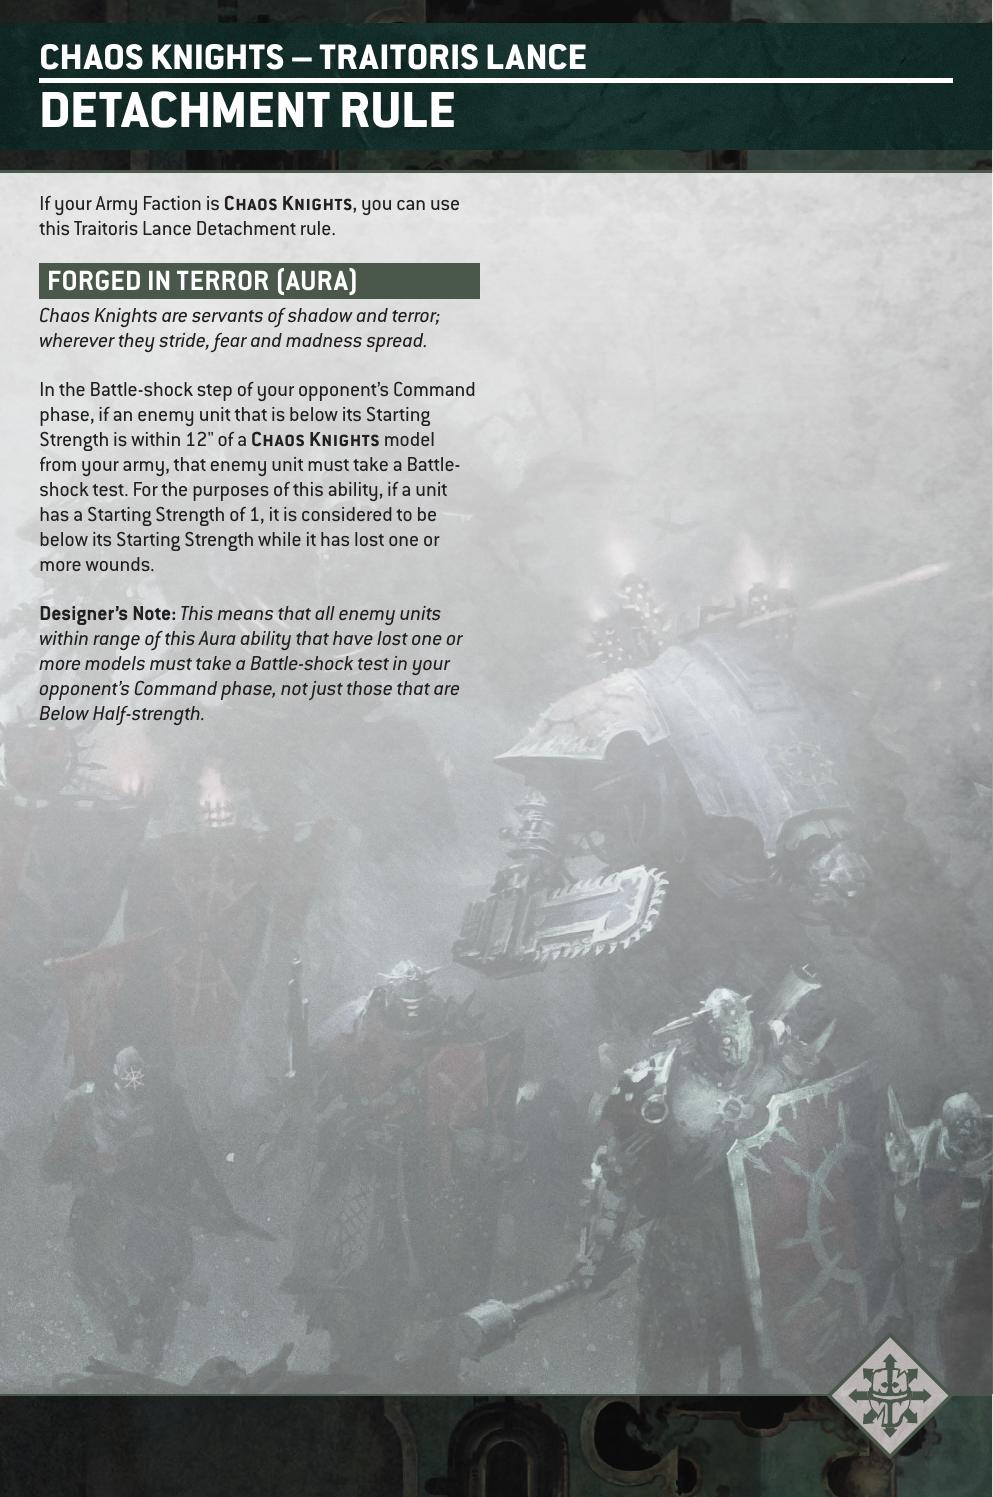 CHAOS KNIGHTS – TRAITORIS LANCE
DETACHMENT RULE
If your Army Faction is CHAOS KNIGHTS, you can use
this Traitoris Lance Detachment rule.
FORGED IN TERROR (AURA)
Chaos Knights are servants of shadow and terror;
wherever they stride, fear and madness spread.
In the Battle-shock step of your opponent's Command
phase, if an enemy unit that is below its Starting
Strength is within 12" of a CHAOS KNIGHTS model
from your army, that enemy unit must take a Battle-
shock test. For the purposes of this ability, if a unit
has a Starting Strength of 1, it is considered to be
below its Starting Strength while it has lost one or
more wounds.
Designer's Note: This means that all enemy units
within range of this Aura ability that have lost one or
more models must take a Battle-shock test in your
opponent's Command phase, not just those that are
Below Half-strength.